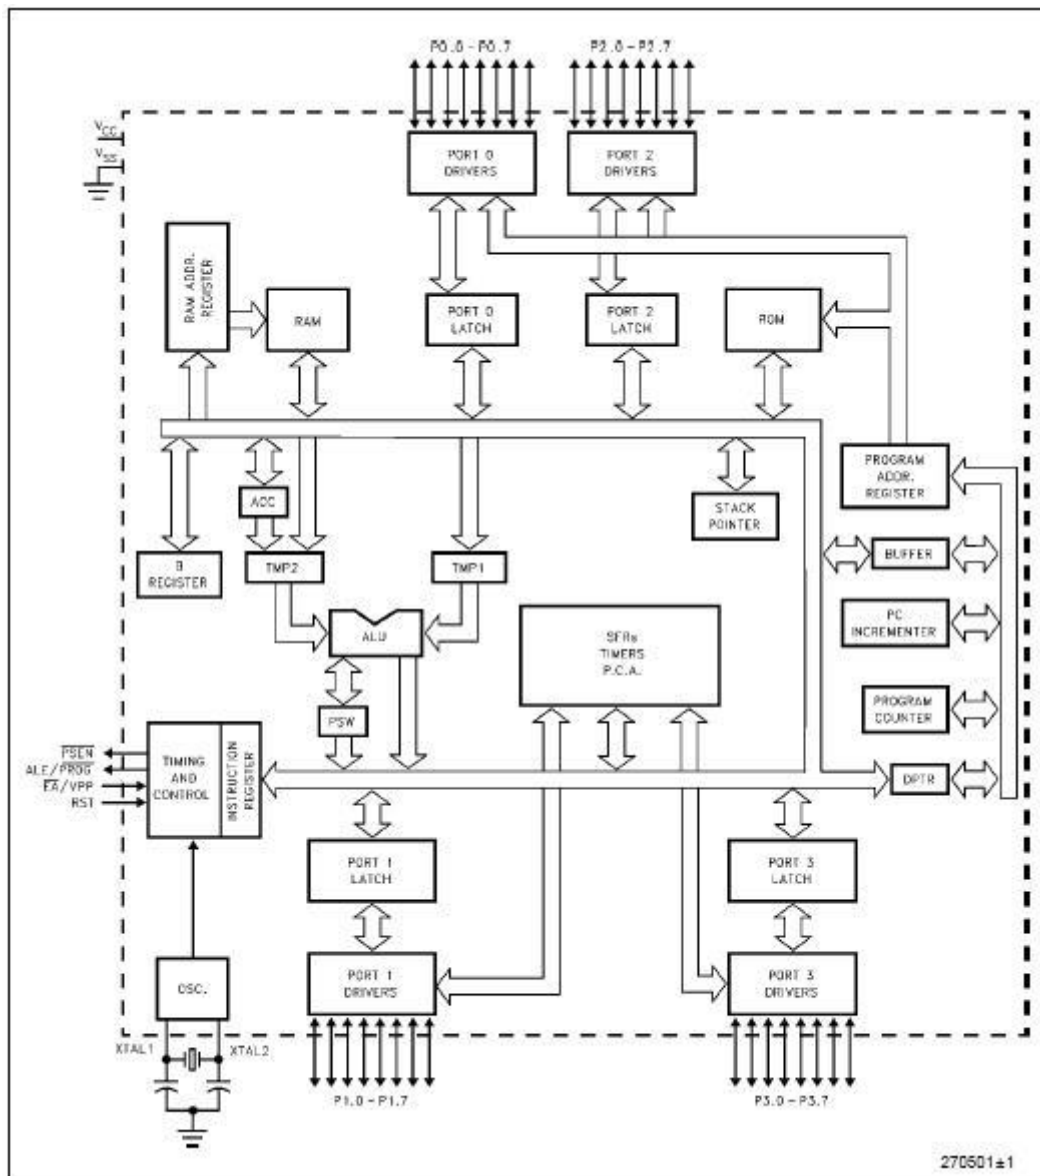 P0.0 – P0.7
P2.0 – P2.7
VCC
VSS
PORT 0
DRIVERS
PORT 2
DRIVERS
RAM ADDR.
REGISTER
RAM
PORT 0
LATCH
PORT 2
LATCH
ROM
PROGRAM
ADDR.
REGISTER
ACC
STACK
POINTER
B
REGISTER
TMP2
TMP1
BUFFER
ALU
SFRs
TIMERS
P.C.A.
PC
INCREMENTER
PSW
PROGRAM
COUNTER
PSEN
ALE/PROG
EA/VPP
RST
TIMING
AND
CONTROL
INSTRUCTION
REGISTER
DPTR
PORT 1
LATCH
PORT 3
LATCH
OSC.
PORT 1
DRIVERS
PORT 3
DRIVERS
XTAL1
XTAL2
P1.0 – P1.7
P3.0 – P3.7
270501±1